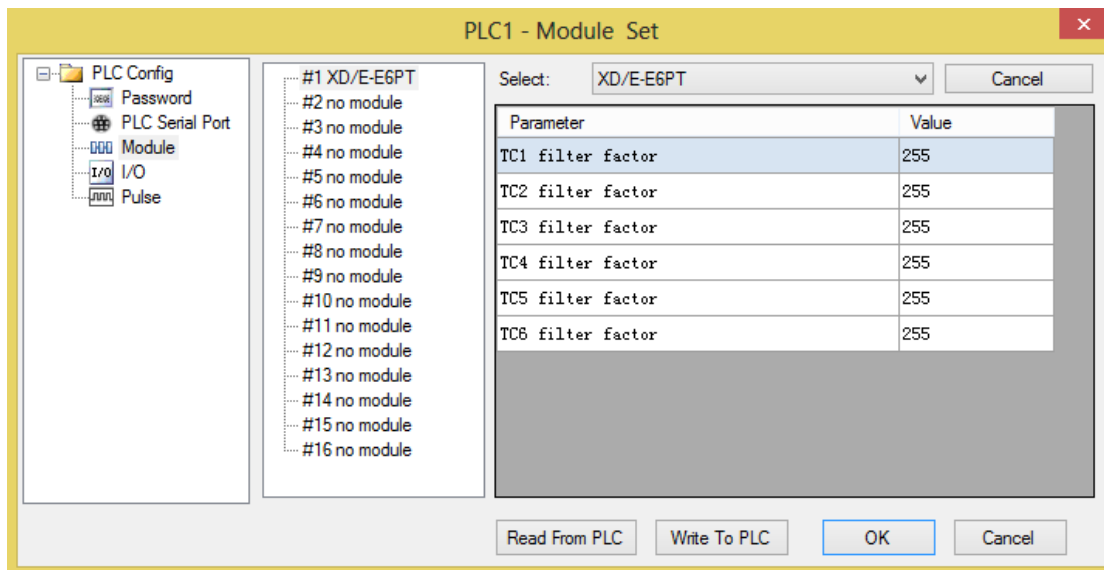 PLC1 - Module Set
PLC Config
Password
PLC Serial Port
Module
I/O
Pulse
#1 XD/E-E6PT
#2 no module
#3 no module
#4 no module
#5 no module
#6 no module
#7 no module
#8 no module
#9 no module
#10 no module
#11 no module
#12 no module
#13 no module
#14 no module
#15 no module
#16 no module
Select: XD/E-E6PT Cancel
Parameter Value
TC1 filter factor 255
TC2 filter factor 255
TC3 filter factor 255
TC4 filter factor 255
TC5 filter factor 255
TC6 filter factor 255
Read From PLC Write To PLC OK Cancel